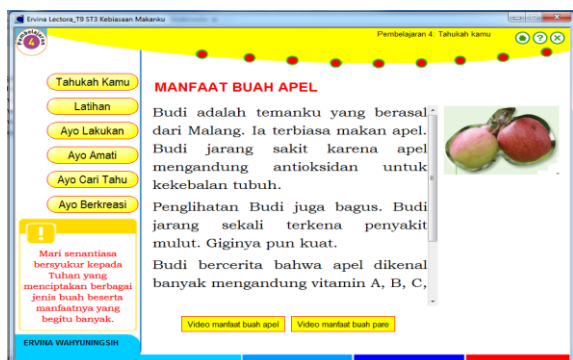 Ervina Lectora_T9 ST3 Kebiasaan Makanku
Pembelajaran
4
Pembelajaran 4: Tahukah kamu
Tahukah Kamu
Latihan
Ayo Lakukan
Ayo Amati
Ayo Cari Tahu
Ayo Berkreasi
!
Mari senantiasa
bersyukur kepada
Tuhan yang
menciptakan berbagai
jenis buah beserta
manfaatnya yang
begitu banyak.
ERVINA WAHYUNINGSIH
MANFAAT BUAH APEL
Budi adalah temanku yang berasal
dari Malang. Ia terbiasa makan apel.
Budi jarang sakit karena apel
mengandung antioksidan untuk
kekebalan tubuh.
Penglihatan Budi juga bagus. Budi
jarang sekali terkena penyakit
mulut. Giginya pun kuat.
Budi bercerita bahwa apel dikenal
banyak mengandung vitamin A, B, C,
Video manfaat buah apel
Video manfaat buah pare